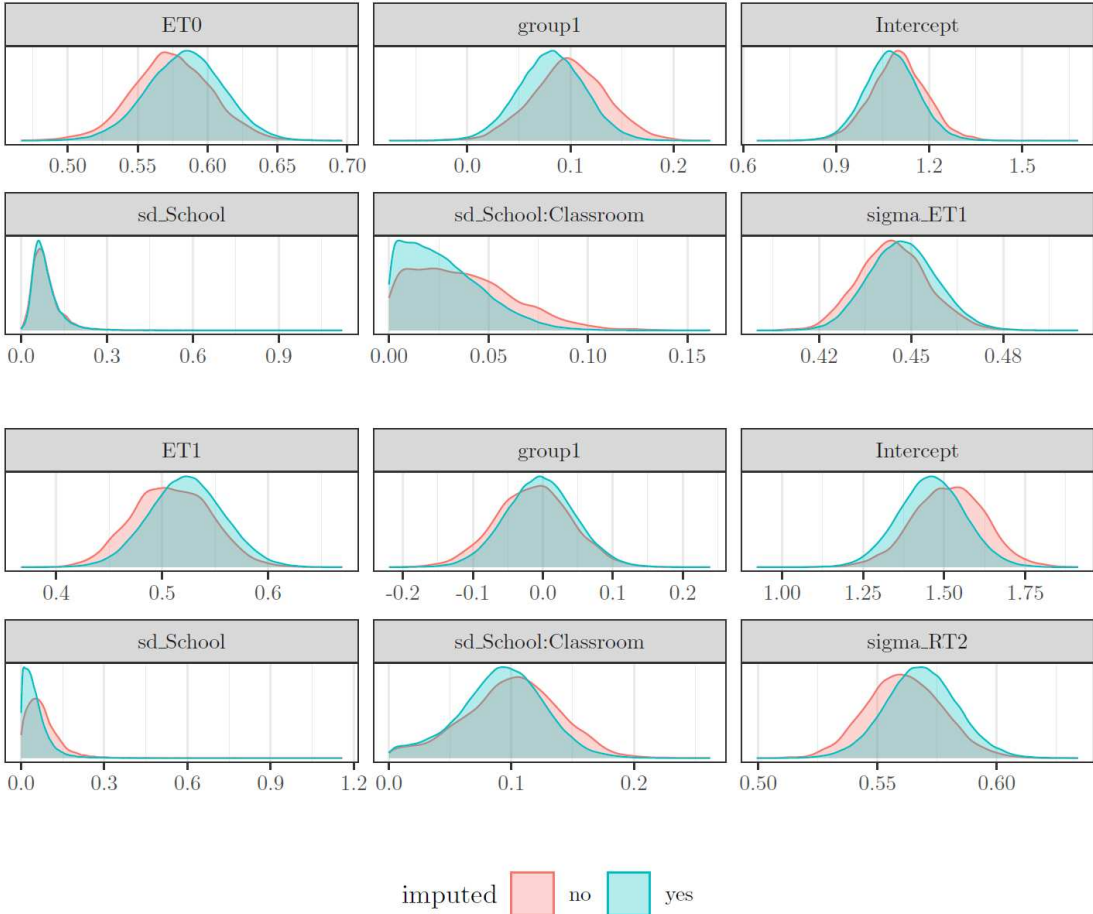 ET0 group1 Intercept
0.50 0.55 0.60 0.65 0.70 0.0 0.1 0.2 0.6 0.9 1.2 1.5
sd_School sd_School:Classroom sigma_ET1
0.0 0.3 0.6 0.9 0.00 0.05 0.10 0.15 0.42 0.45 0.48
ET1 group1 Intercept
0.4 0.5 0.6 -0.2 -0.1 0.0 0.1 0.2 1.00 1.25 1.50 1.75
sd_School sd_School:Classroom sigma_RT2
0.0 0.3 0.6 0.9 1.2 0.0 0.1 0.2 0.50 0.55 0.60
imputed no yes